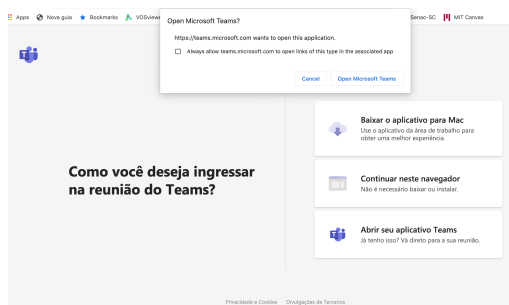 Apps Nova guia Bookmarks VOSviewe
Senac-SC MIT Canvas
Open Microsoft Teams?
https://teams.microsoft.com wants to open this application.
Always allow teams.microsoft.com to open links of this type in the associated app
Cancel Open Microsoft Teams
Como você deseja ingressar
na reunião do Teams?
Baixar o aplicativo para Mac
Use o aplicativo da área de trabalho para
obter uma melhor experiência.
Continuar neste navegador
Não é necessário baixar ou instalar.
Abrir seu aplicativo Teams
Já tenho isso? Vá direto para a sua reunião.
Privacidade e Cookies Divulgações de Terceiros